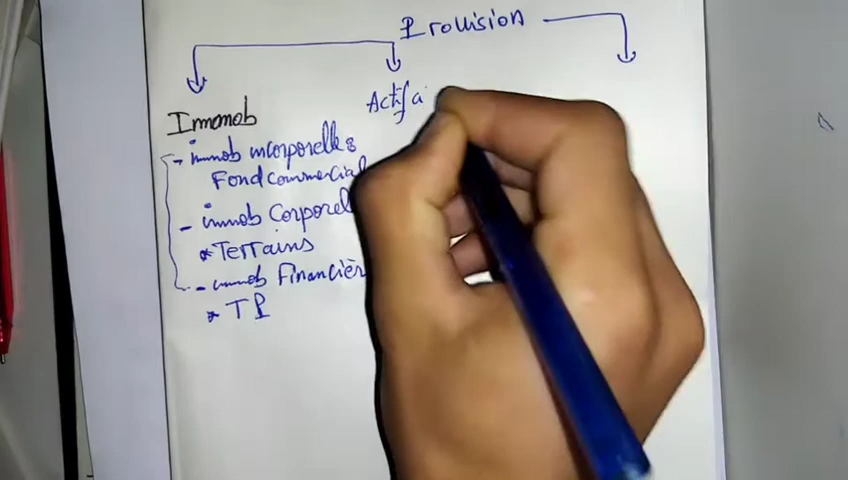 Provision
Immob
Actif a
- immob incorporelles
Fond commercial
- immob Corporel
* Terrains
- immob Financièr
* TP